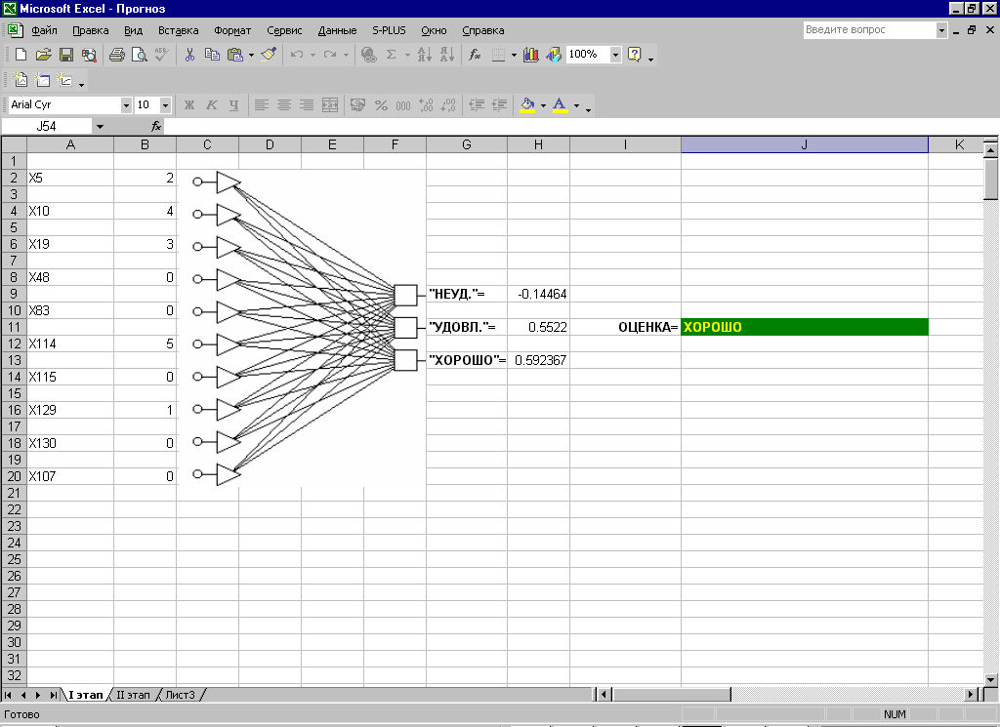 Microsoft Excel - Прогноз
Файл Правка Вид Вставка Формат Сервис Данные S-PLUS Окно Справка Введите вопрос
100%
Arial Cyr 10 Ж К Ч % 000
J54 fx
A B C D E F G H I J K
1
2 X5 2
3
4 X10 4
5
6 X19 3
7
8 X48 0
9 "НЕУД."= -0.14464
10 X83 0
11 "УДОВЛ."= 0.5522 ОЦЕНКА= ХОРОШО
12 X114 5
13 "ХОРОШО"= 0.592367
14 X115 0
15
16 X129 1
17
18 X130 0
19
20 X107 0
21
22
23
24
25
26
27
28
29
30
31
32
I этап II этап Лист3
Готово NUM